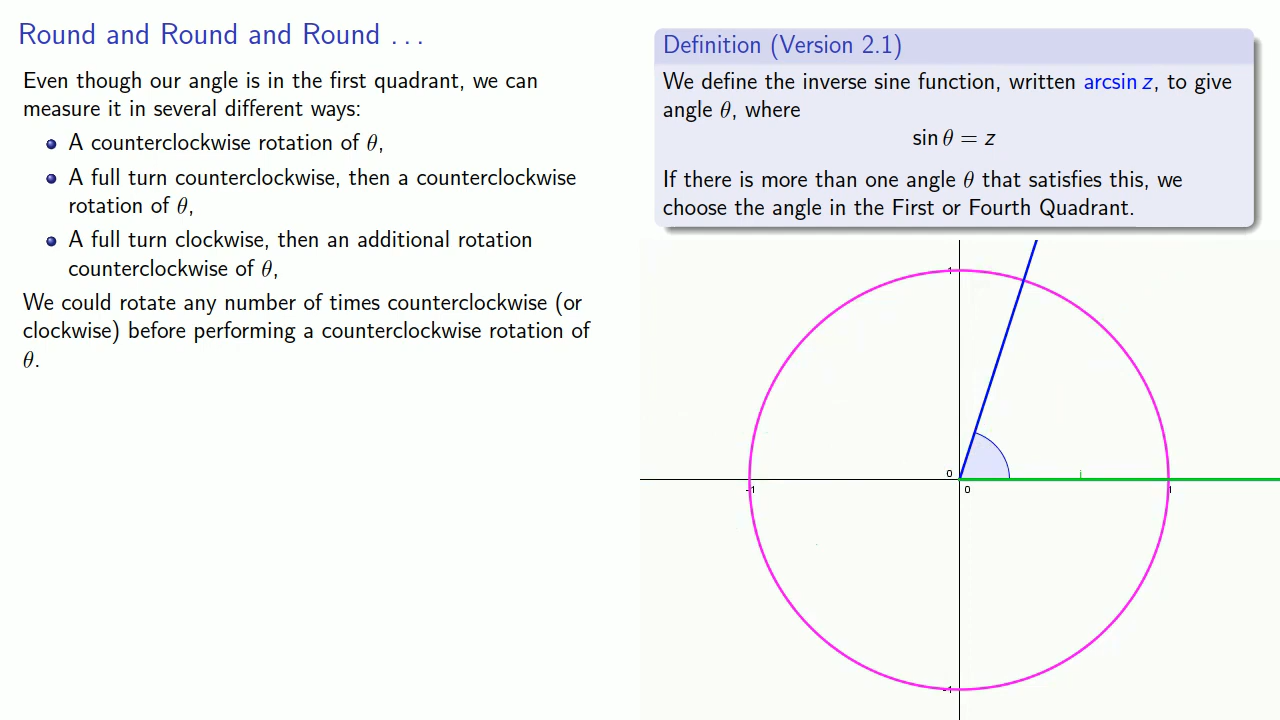 Round and Round and Round . . .
Even though our angle is in the first quadrant, we can
measure it in several different ways:
A counterclockwise rotation of θ,
A full turn counterclockwise, then a counterclockwise
rotation of θ,
A full turn clockwise, then an additional rotation
counterclockwise of θ,
We could rotate any number of times counterclockwise (or
clockwise) before performing a counterclockwise rotation of
θ.
Definition (Version 2.1)
We define the inverse sine function, written arcsin z, to give
angle θ, where
sin θ = z
If there is more than one angle θ that satisfies this, we
choose the angle in the First or Fourth Quadrant.
1
0
i
-1
0
1
-1